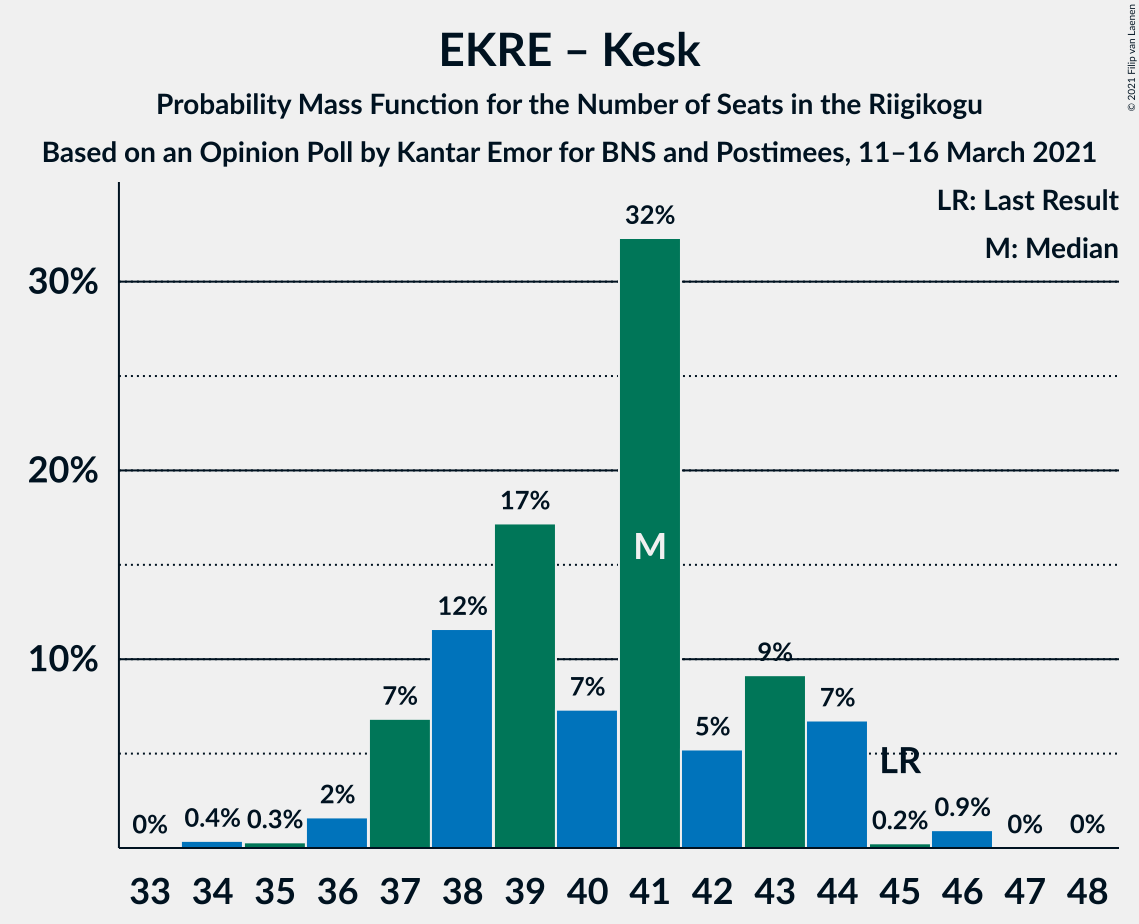 EKRE – Kesk
Probability Mass Function for the Number of Seats in the Riigikogu
Based on an Opinion Poll by Kantar Emor for BNS and Postimees, 11–16 March 2021
© 2021 Filip van Laenen
LR: Last Result
M: Median
32%
30%
20%
17%
M
12%
10%
9%
7%
7%
7%
5%
LR
2%
0.9%
0% 0.4% 0.3% 0.2% 0% 0%
33 34 35 36 37 38 39 40 41 42 43 44 45 46 47 48